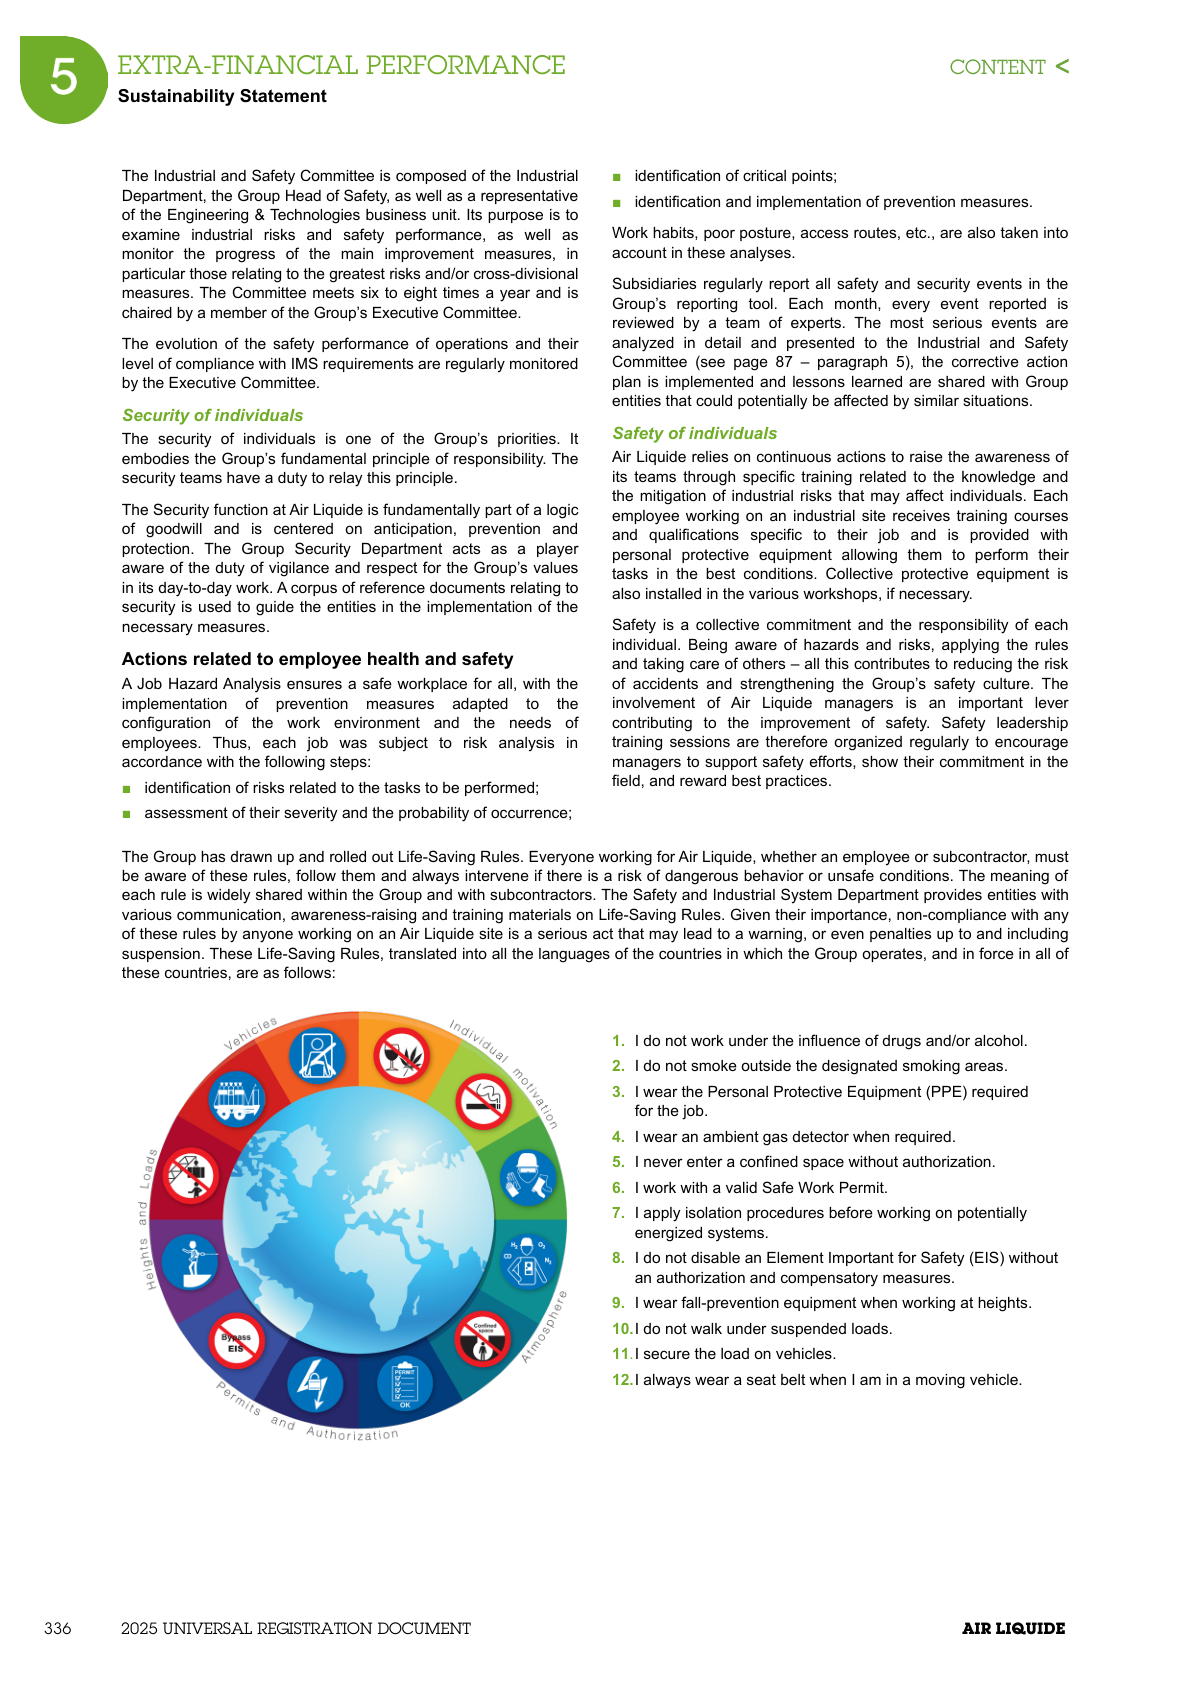 5
EXTRA-FINANCIAL PERFORMANCE
CONTENT <
Sustainability Statement
The Industrial and Safety Committee is composed of the Industrial
Department, the Group Head of Safety, as well as a representative
of the Engineering & Technologies business unit. Its purpose is to
examine industrial risks and safety performance, as well as
monitor the progress of the main improvement measures, in
particular those relating to the greatest risks and/or cross-divisional
measures. The Committee meets six to eight times a year and is
chaired by a member of the Group's Executive Committee.
The evolution of the safety performance of operations and their
level of compliance with IMS requirements are regularly monitored
by the Executive Committee.
Security of individuals
The security of individuals is one of the Group's priorities. It
embodies the Group's fundamental principle of responsibility. The
security teams have a duty to relay this principle.
The Security function at Air Liquide is fundamentally part of a logic
of goodwill and is centered on anticipation, prevention and
protection. The Group Security Department acts as a player
aware of the duty of vigilance and respect for the Group's values
in its day-to-day work. A corpus of reference documents relating to
security is used to guide the entities in the implementation of the
necessary measures.
Actions related to employee health and safety
A Job Hazard Analysis ensures a safe workplace for all, with the
implementation of prevention measures adapted to the
configuration of the work environment and the needs of
employees. Thus, each job was subject to risk analysis in
accordance with the following steps:
■ identification of risks related to the tasks to be performed;
■ assessment of their severity and the probability of occurrence;
■ identification of critical points;
■ identification and implementation of prevention measures.
Work habits, poor posture, access routes, etc., are also taken into
account in these analyses.
Subsidiaries regularly report all safety and security events in the
Group's reporting tool. Each month, every event reported is
reviewed by a team of experts. The most serious events are
analyzed in detail and presented to the Industrial and Safety
Committee (see page 87 – paragraph 5), the corrective action
plan is implemented and lessons learned are shared with Group
entities that could potentially be affected by similar situations.
Safety of individuals
Air Liquide relies on continuous actions to raise the awareness of
its teams through specific training related to the knowledge and
the mitigation of industrial risks that may affect individuals. Each
employee working on an industrial site receives training courses
and qualifications specific to their job and is provided with
personal protective equipment allowing them to perform their
tasks in the best conditions. Collective protective equipment is
also installed in the various workshops, if necessary.
Safety is a collective commitment and the responsibility of each
individual. Being aware of hazards and risks, applying the rules
and taking care of others – all this contributes to reducing the risk
of accidents and strengthening the Group's safety culture. The
involvement of Air Liquide managers is an important lever
contributing to the improvement of safety. Safety leadership
training sessions are therefore organized regularly to encourage
managers to support safety efforts, show their commitment in the
field, and reward best practices.
The Group has drawn up and rolled out Life-Saving Rules. Everyone working for Air Liquide, whether an employee or subcontractor, must
be aware of these rules, follow them and always intervene if there is a risk of dangerous behavior or unsafe conditions. The meaning of
each rule is widely shared within the Group and with subcontractors. The Safety and Industrial System Department provides entities with
various communication, awareness-raising and training materials on Life-Saving Rules. Given their importance, non-compliance with any
of these rules by anyone working on an Air Liquide site is a serious act that may lead to a warning, or even penalties up to and including
suspension. These Life-Saving Rules, translated into all the languages of the countries in which the Group operates, and in force in all of
these countries, are as follows:
Vehicles
Individual motivation
Heights and Loads
Atmosphere
Permits and Authorization
H₂ O₂
CO N₂
Confined
space
Bypass
EIS
PERMIT
OK
1. I do not work under the influence of drugs and/or alcohol.
2. I do not smoke outside the designated smoking areas.
3. I wear the Personal Protective Equipment (PPE) required
for the job.
4. I wear an ambient gas detector when required.
5. I never enter a confined space without authorization.
6. I work with a valid Safe Work Permit.
7. I apply isolation procedures before working on potentially
energized systems.
8. I do not disable an Element Important for Safety (EIS) without
an authorization and compensatory measures.
9. I wear fall-prevention equipment when working at heights.
10. I do not walk under suspended loads.
11. I secure the load on vehicles.
12. I always wear a seat belt when I am in a moving vehicle.
336
2025 UNIVERSAL REGISTRATION DOCUMENT
AIR LIQUIDE